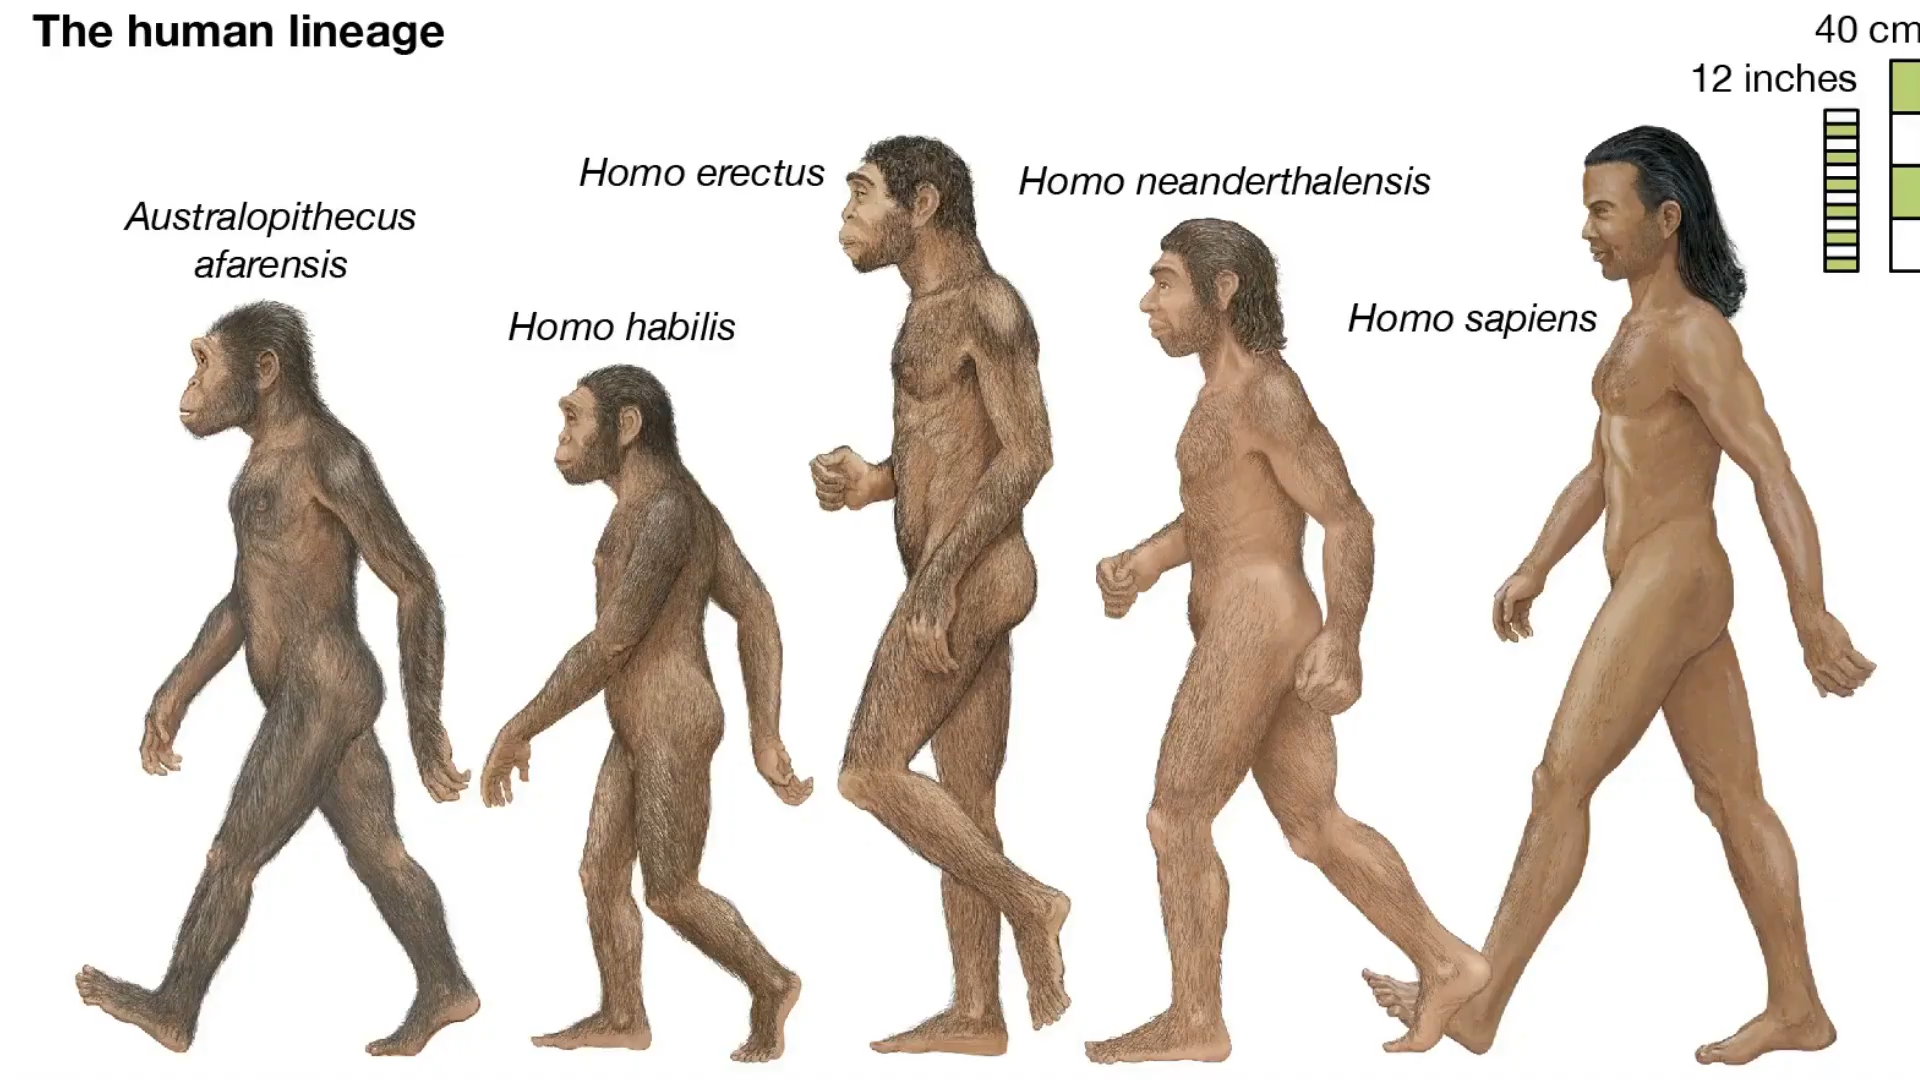 The human lineage
40 cm
12 inches
Homo erectus
Homo neanderthalensis
Australopithecus
afarensis
Homo habilis
Homo sapiens